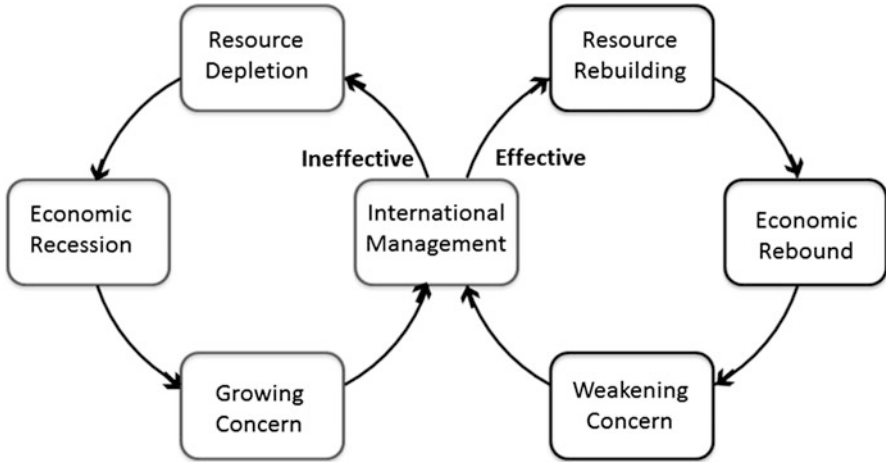 Resource
Depletion
Resource
Rebuilding
Ineffective
Effective
Economic
Recession
International
Management
Economic
Rebound
Growing
Concern
Weakening
Concern